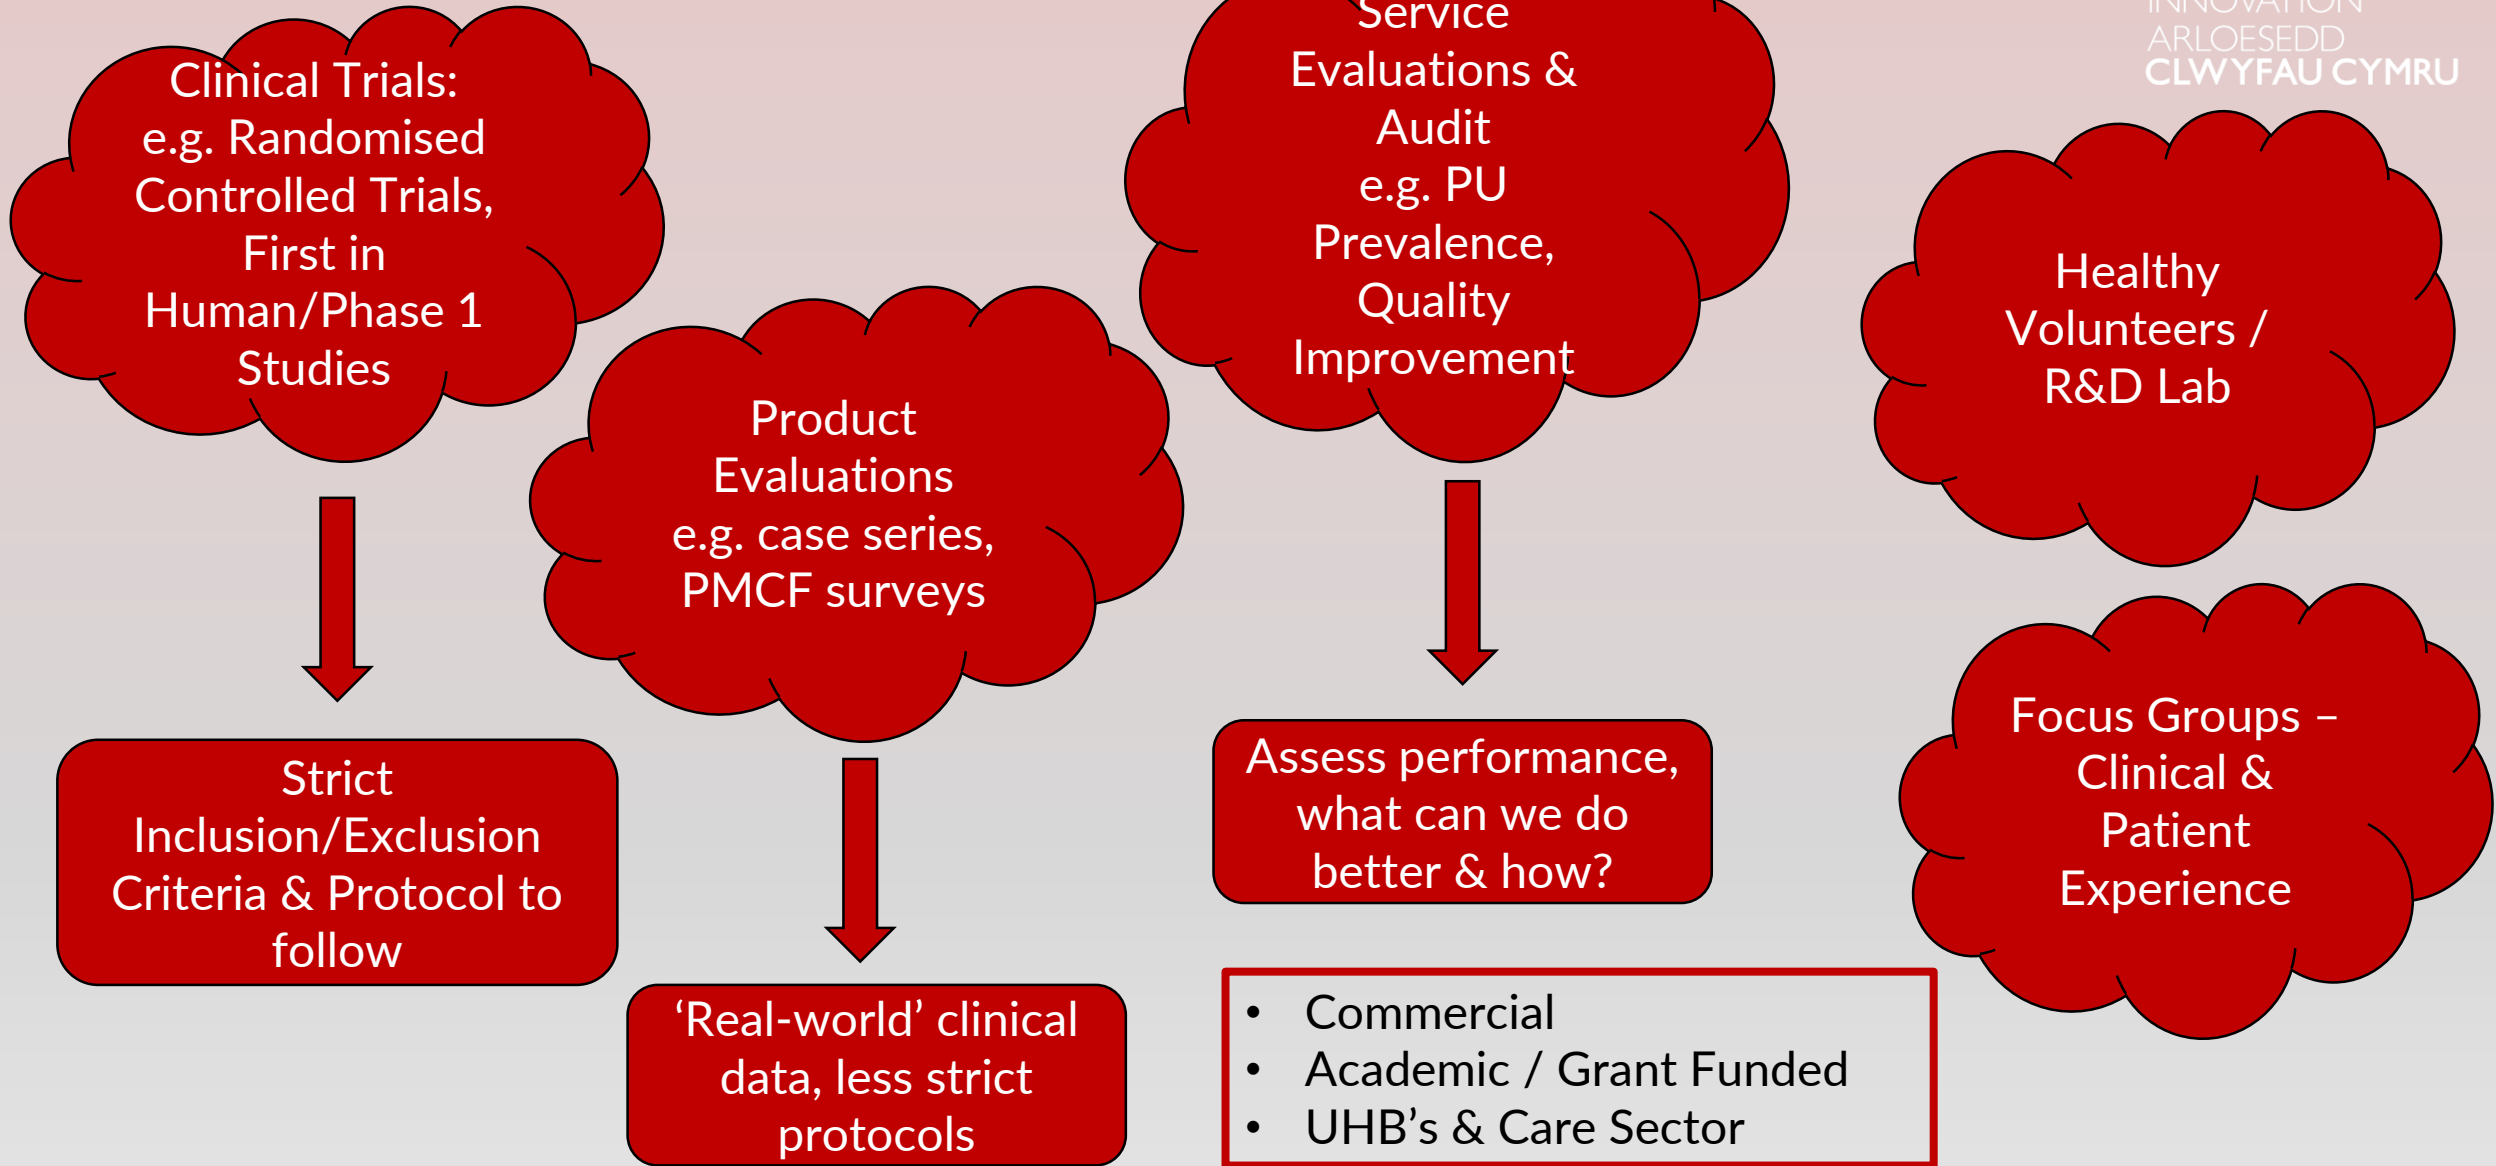 Clinical Trials:
e.g. Randomised
Controlled Trials,
First in
Human/Phase 1
Studies
Strict
Inclusion/Exclusion
Criteria & Protocol to
follow
Product
Evaluations
e.g. case series,
PMCF surveys
‘Real-world’ clinical
data, less strict
protocols
Service
Evaluations &
Audit
e.g. PU
Prevalence,
Quality
Improvement
Assess performance,
what can we do
better & how?
• Commercial
• Academic / Grant Funded
• UHB’s & Care Sector
INNOVATION
ARLOESEDD
CLWYFAU CYMRU
Healthy
Volunteers /
R&D Lab
Focus Groups –
Clinical &
Patient
Experience